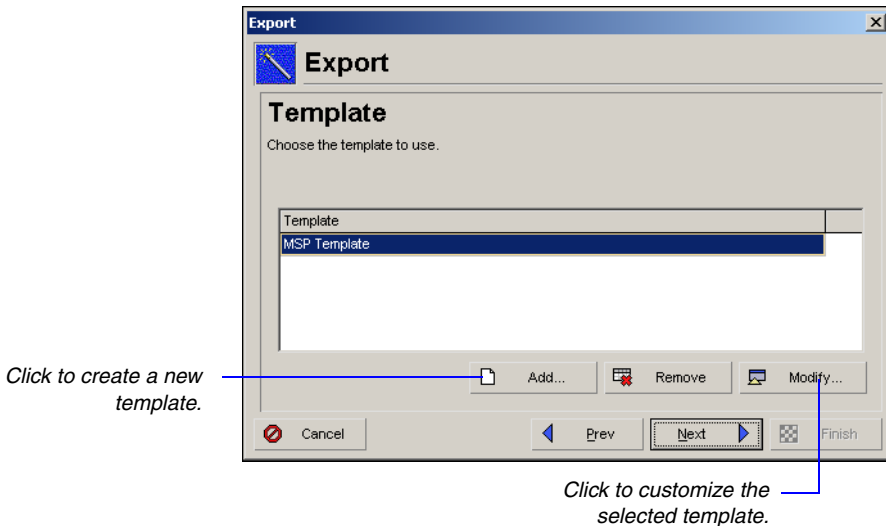 Export
Export
Template
Choose the template to use.
Template
MSP Template
Click to create a new
template.
Add...
Remove
Modify...
Cancel
Prev
Next
Finish
Click to customize the
selected template.